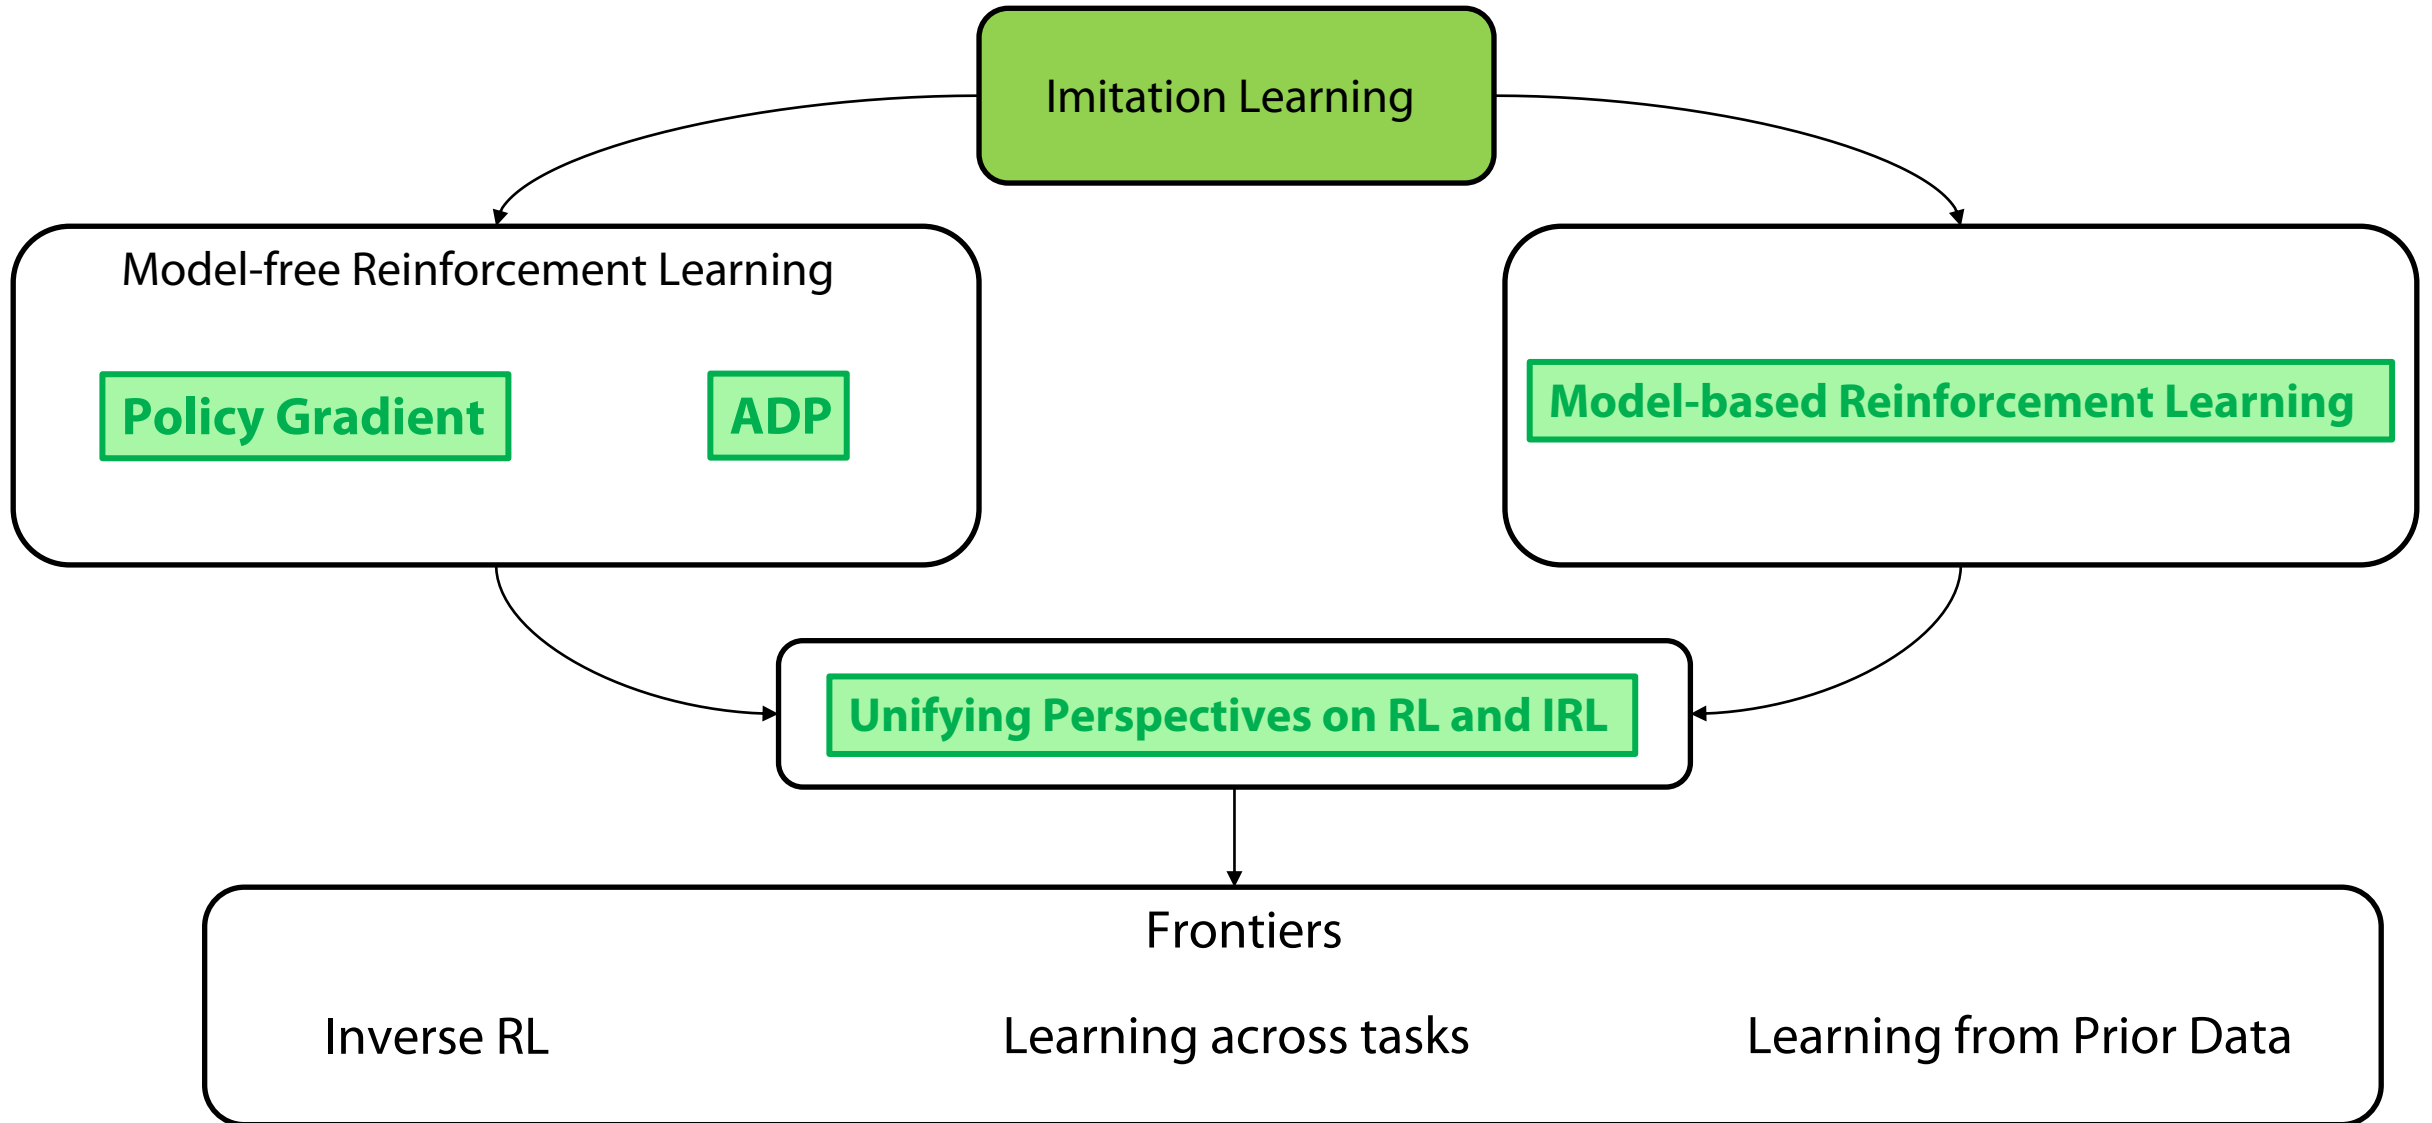 Imitation Learning
Model-free Reinforcement Learning
Policy Gradient
ADP
Model-based Reinforcement Learning
Unifying Perspectives on RL and IRL
Frontiers
Inverse RL
Learning across tasks
Learning from Prior Data